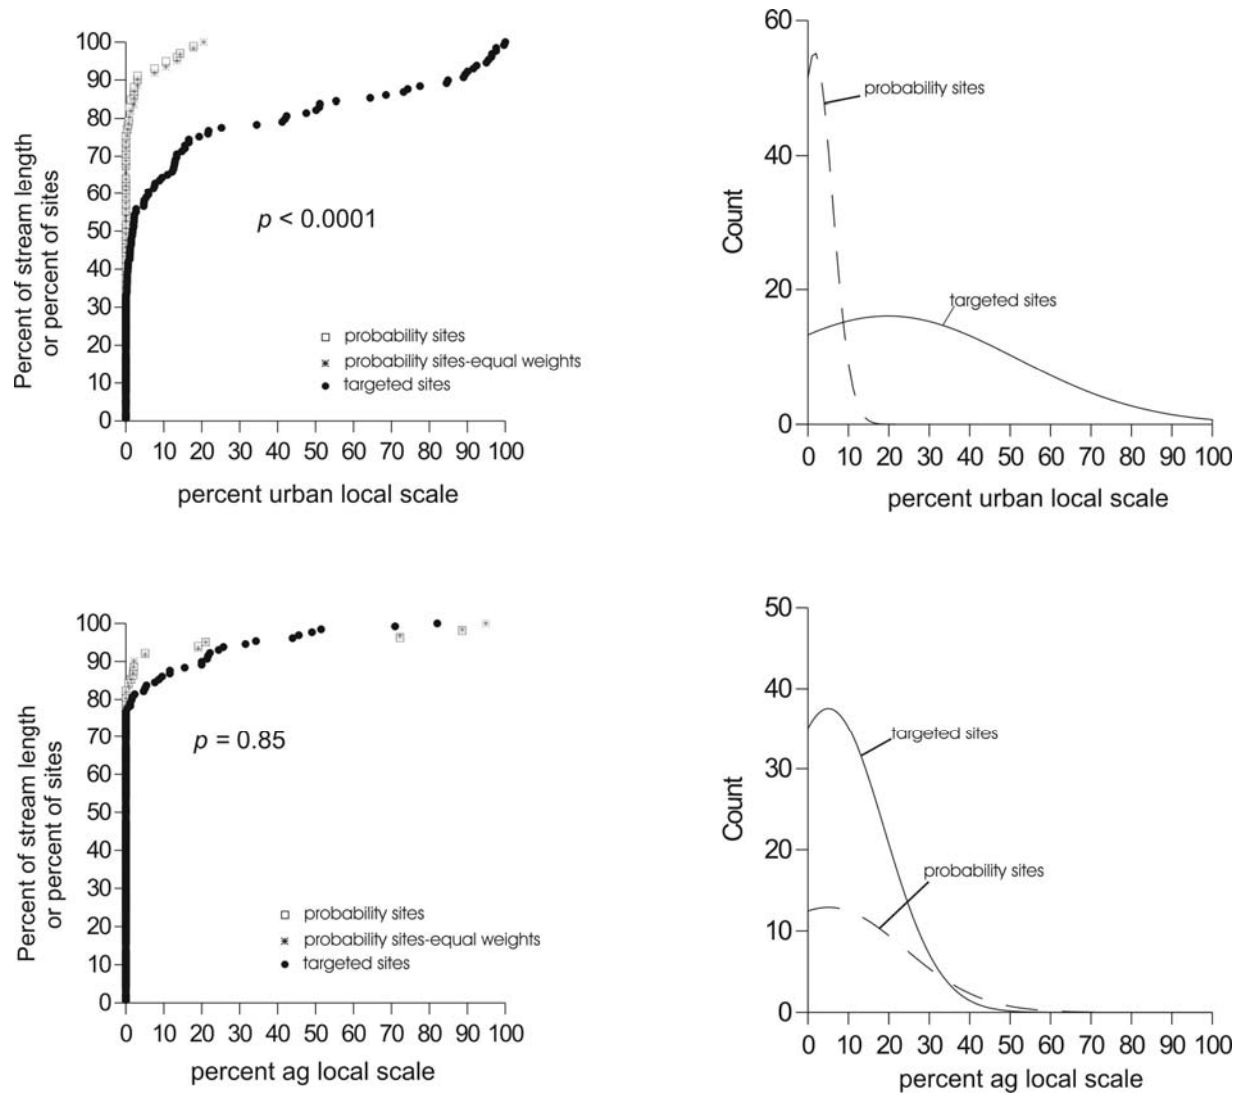 100
90
80
70
60
50
40
30
20
10
0
Percent of stream length
or percent of sites
p < 0.0001
probability sites
probability sites-equal weights
targeted sites
0 10 20 30 40 50 60 70 80 90 100
percent urban local scale
60
40
20
0
Count
probability sites
targeted sites
0 10 20 30 40 50 60 70 80 90 100
percent urban local scale
100
90
80
70
60
50
40
30
20
10
0
Percent of stream length
or percent of sites
p = 0.85
probability sites
probability sites-equal weights
targeted sites
0 10 20 30 40 50 60 70 80 90 100
percent ag local scale
50
40
30
20
10
0
Count
targeted sites
probability sites
0 10 20 30 40 50 60 70 80 90 100
percent ag local scale